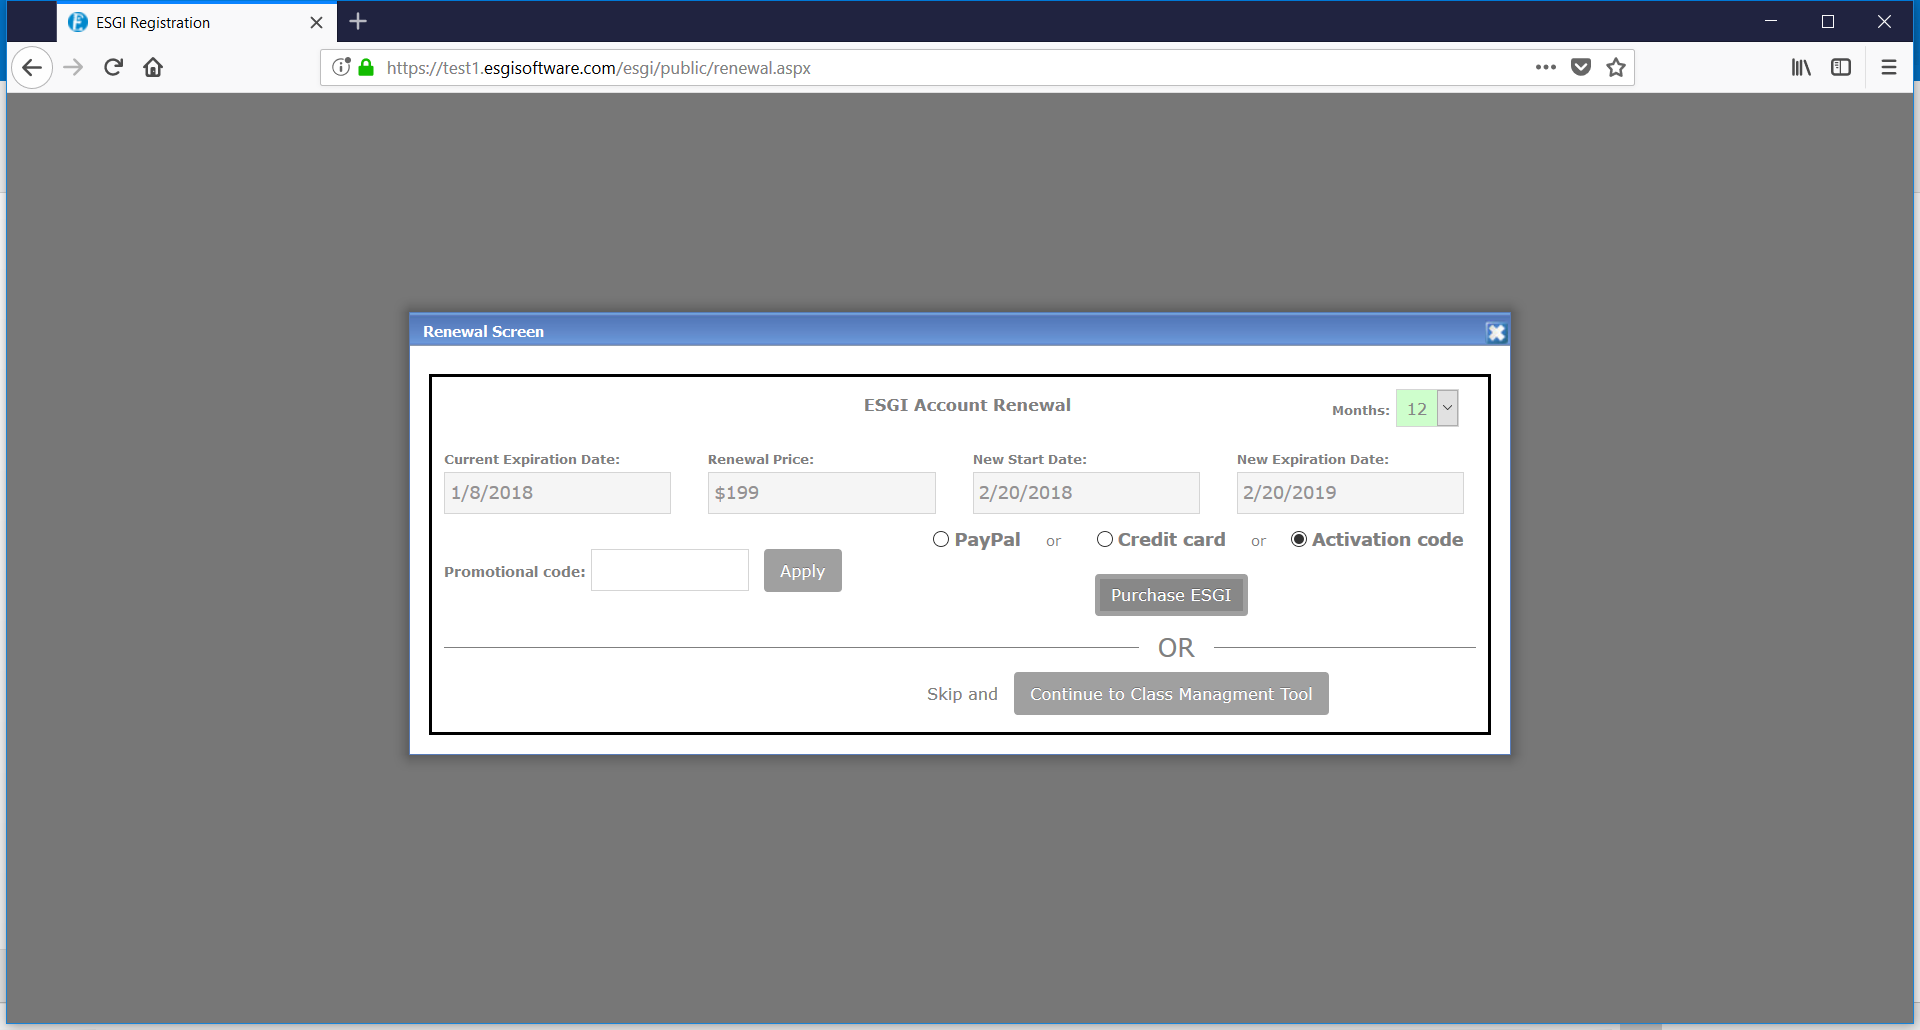 ESGI Registration
https://test1.esgisoftware.com/esgi/public/renewal.aspx
Renewal Screen
ESGI Account Renewal
Months: 12
Current Expiration Date: Renewal Price: New Start Date: New Expiration Date:
1/8/2018 $199 2/20/2018 2/20/2019
PayPal or Credit card or Activation code
Promotional code: Apply
Purchase ESGI
OR
Skip and Continue to Class Managment Tool